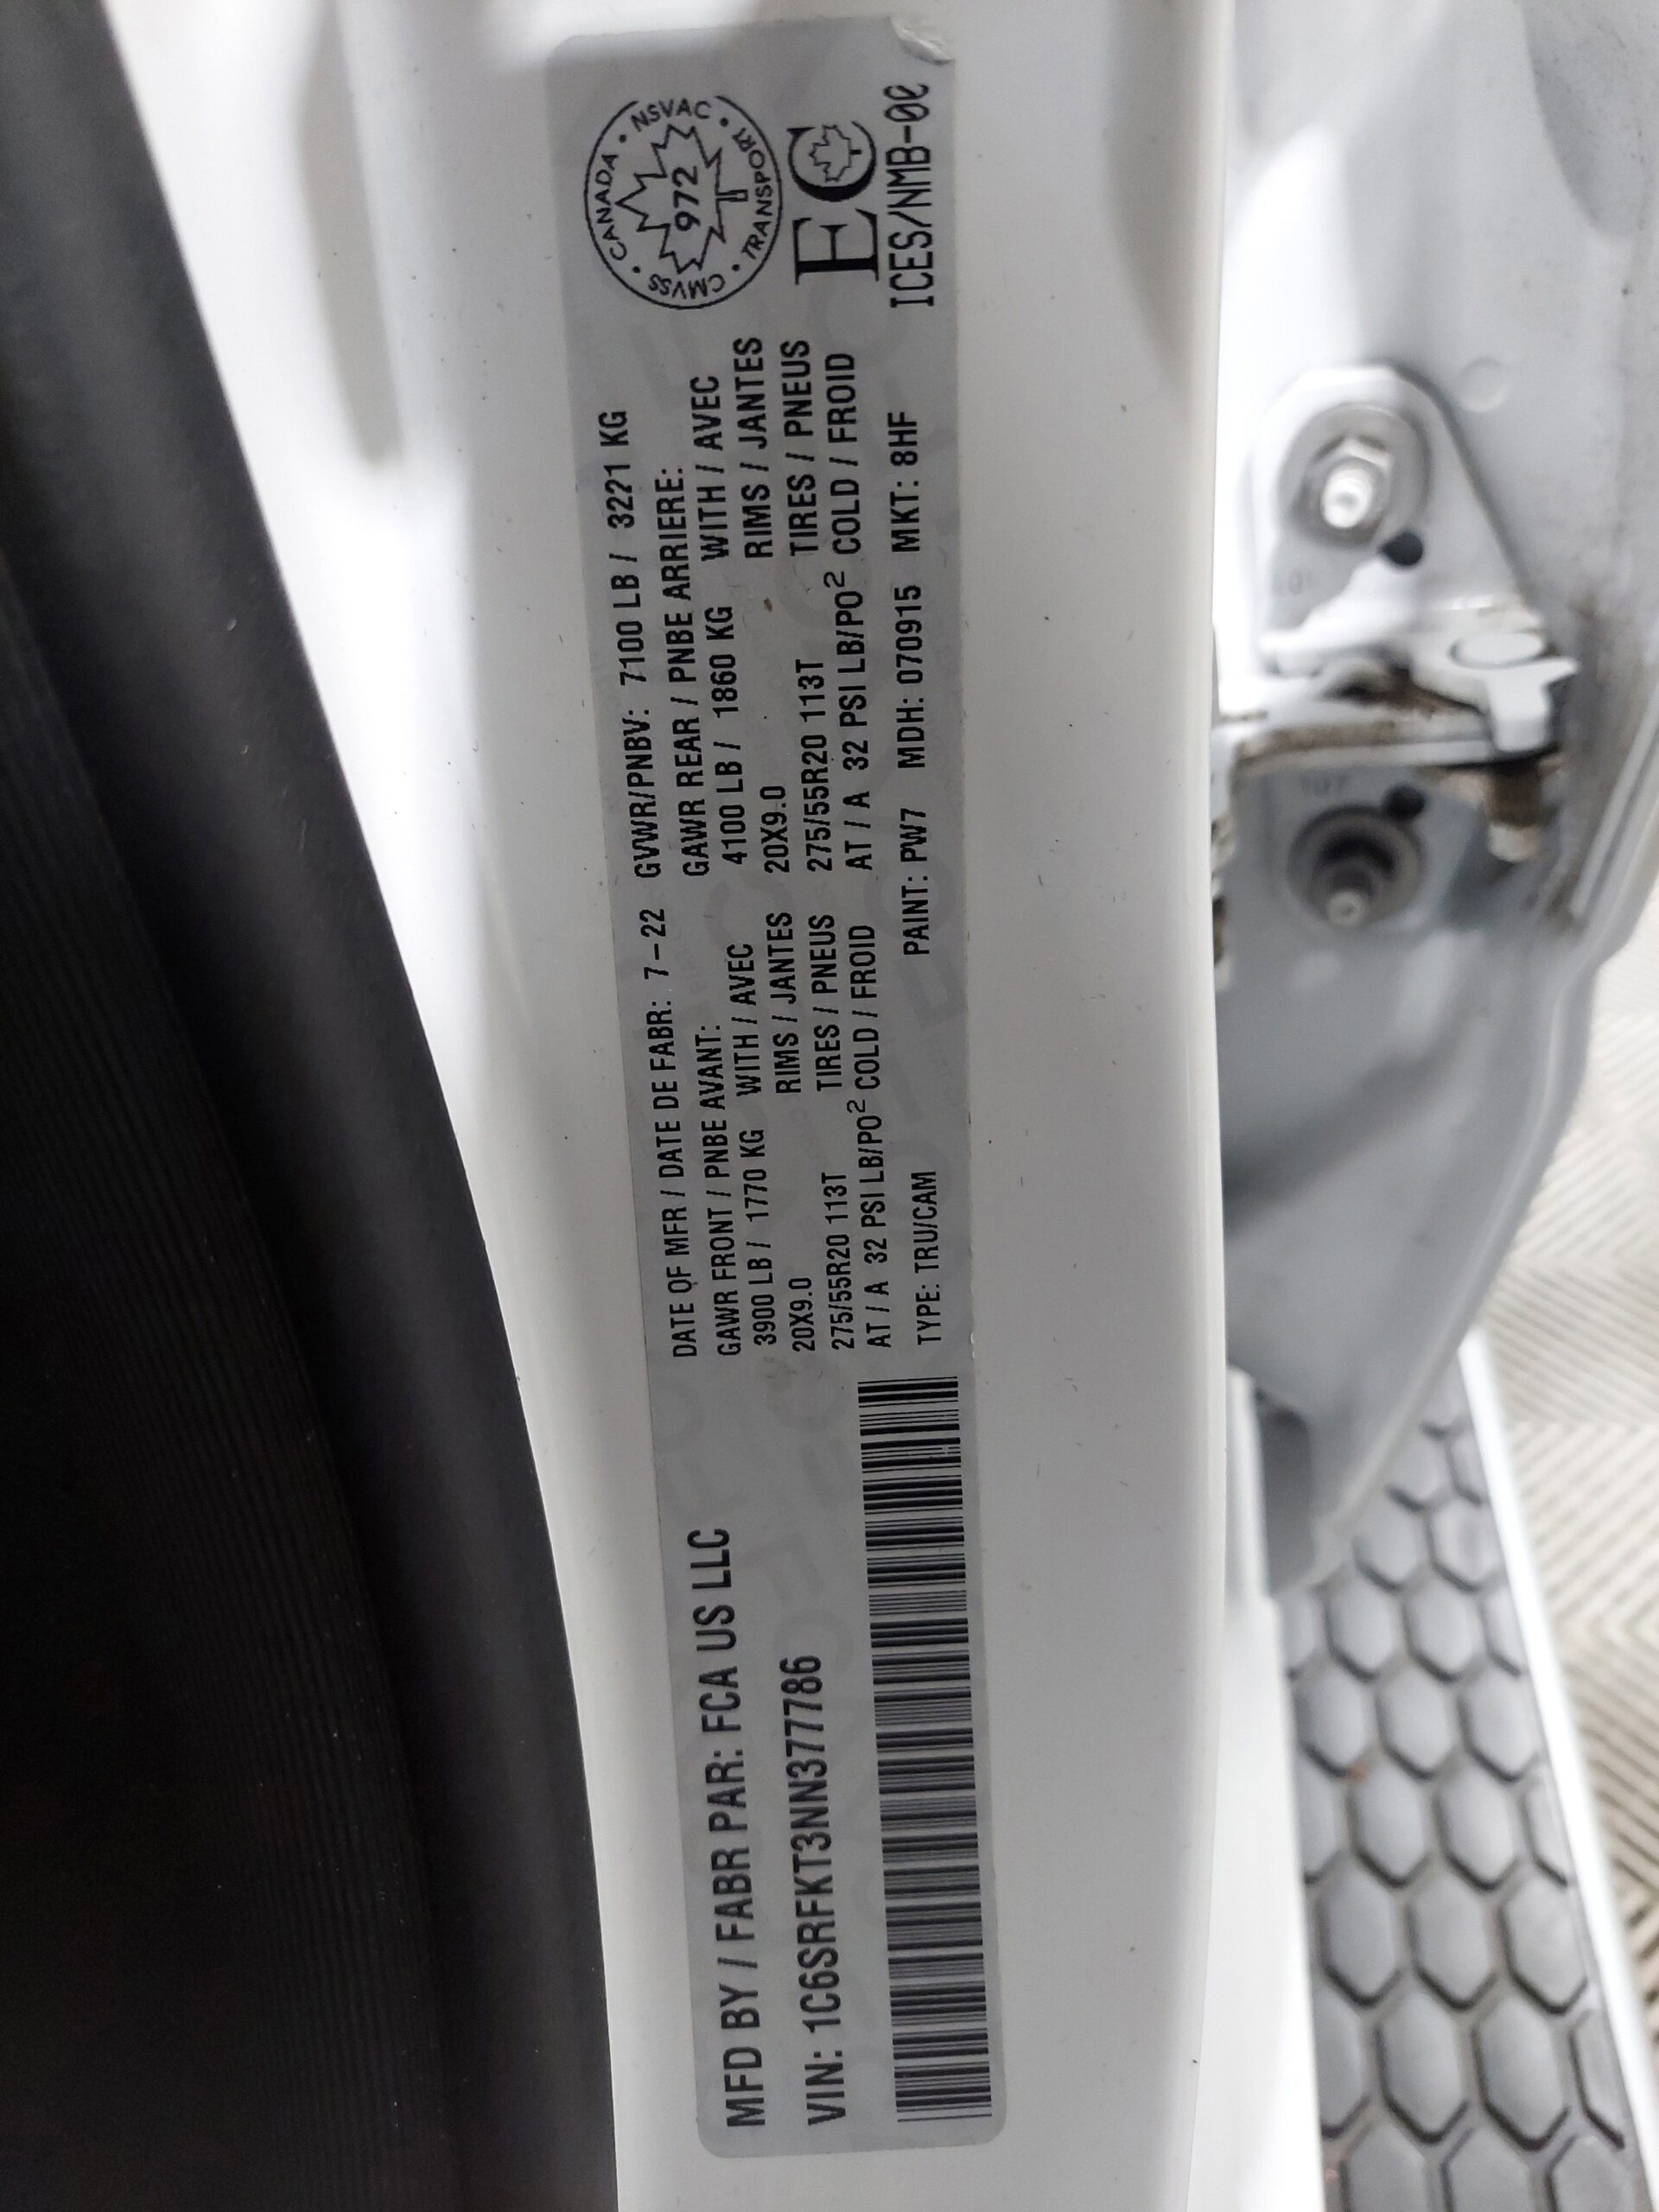 MFD BY / FABR PAR: FCA US LLC
VIN: 1C6SRFKT3NN377786
DATE OF MFR / DATE DE FABR: 7-22 GVWR/PNBV: 7100 LB / 3221 KG
GAWR FRONT / PNBE AVANT: GAWR REAR / PNBE ARRIERE:
3900 LB / 1770 KG WITH / AVEC 4100 LB / 1860 KG WITH / AVEC
20X9.0 RIMS / JANTES 20X9.0 RIMS / JANTES
275/55R20 113T TIRES / PNEUS 275/55R20 113T TIRES / PNEUS
AT / A 32 PSI LB/PO² COLD / FROID AT / A 32 PSI LB/PO² COLD / FROID
TYPE: TRU/CAM PAINT: PW7 MDH: 070915 MKT: 8HF
CMVSS • CANADA • NSVAC • TRANSPORT •
972
EC
ICES/NMB-